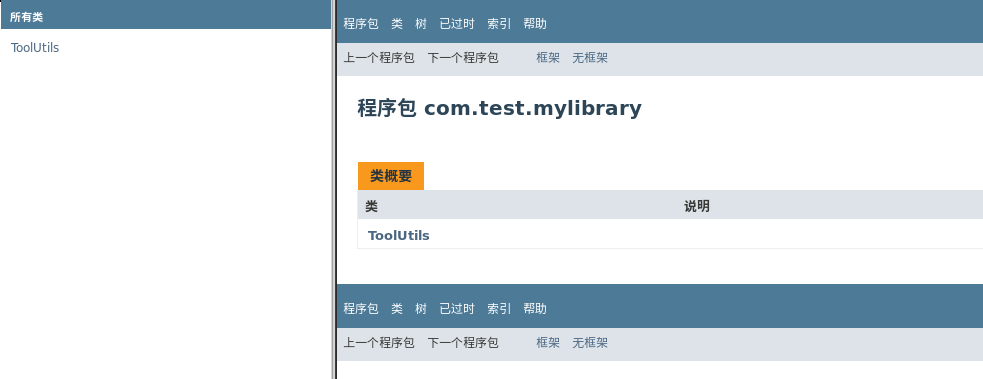 所有类
ToolUtils
程序包 类 树 已过时 索引 帮助
上一个程序包 下一个程序包 框架 无框架
程序包 com.test.mylibrary
类概要
类 说明
ToolUtils
程序包 类 树 已过时 索引 帮助
上一个程序包 下一个程序包 框架 无框架